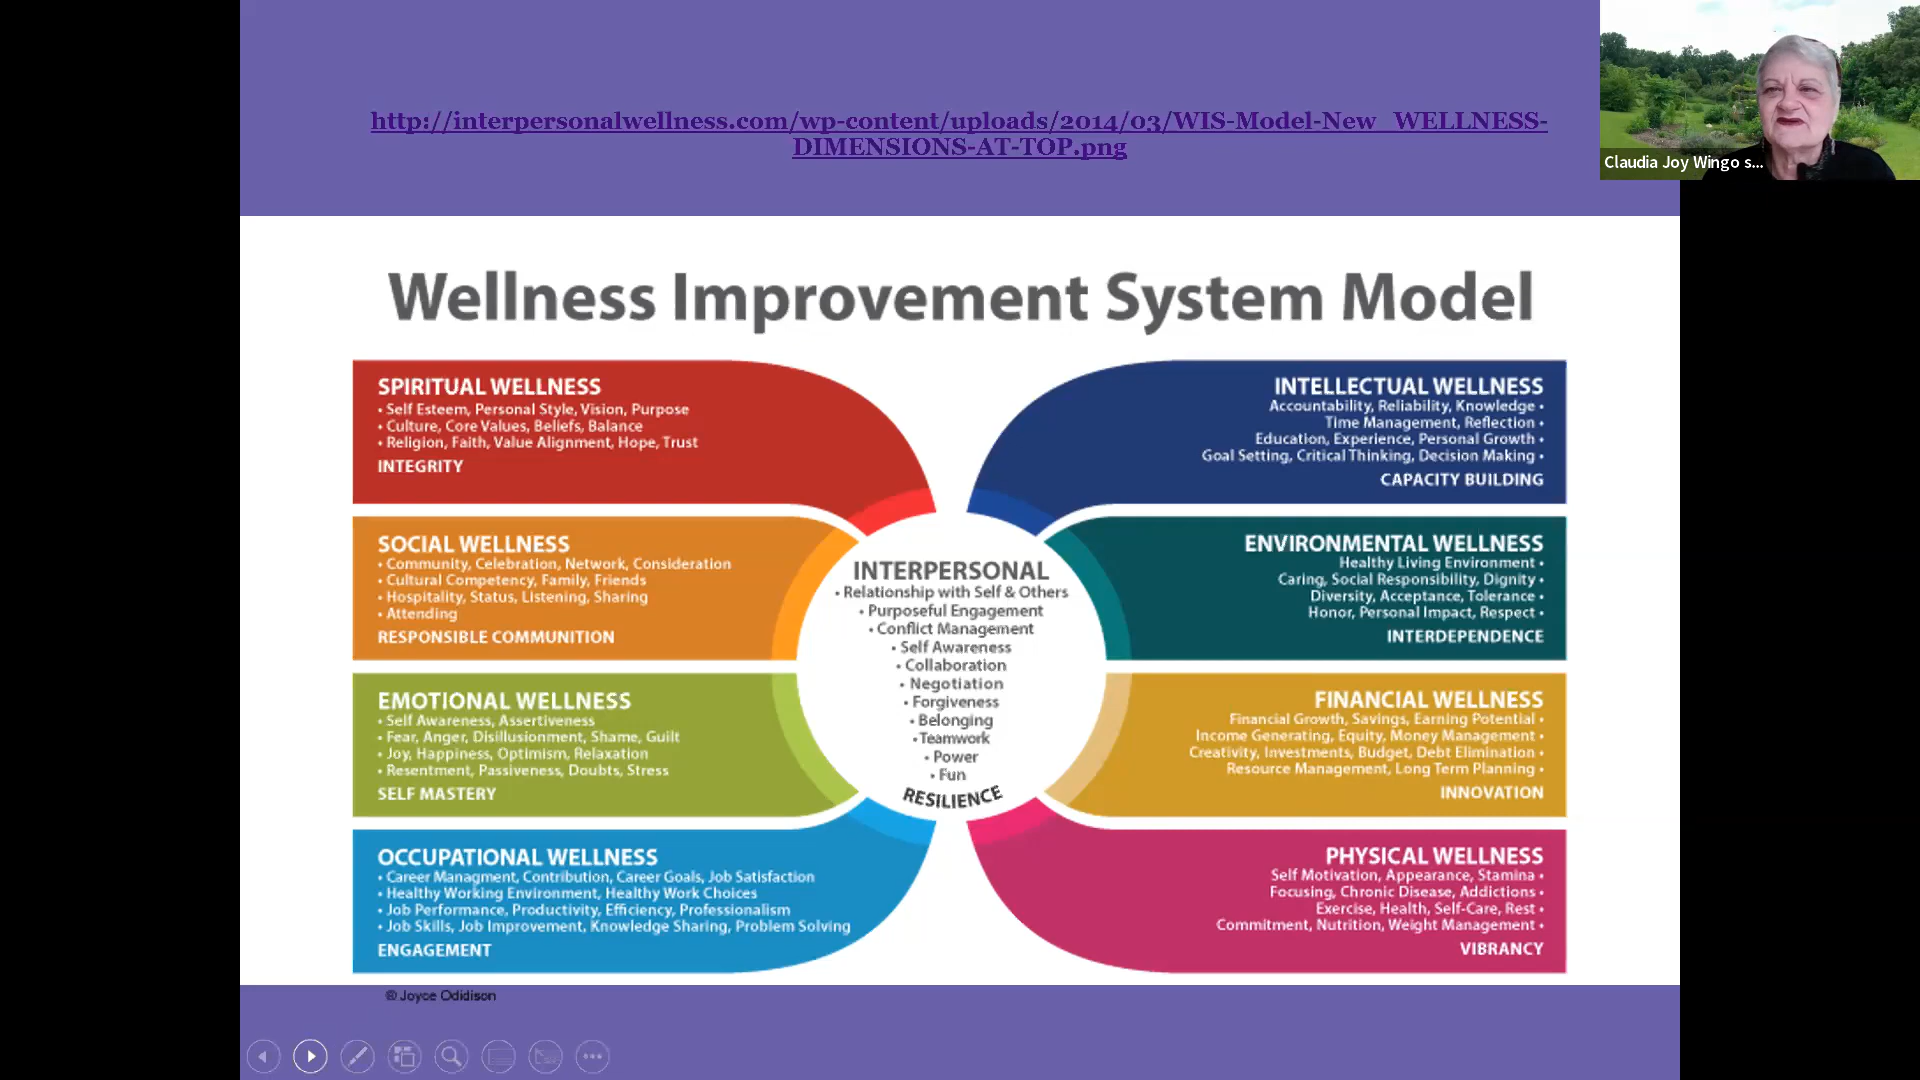 http://interpersonalwellness.com/wp-content/uploads/2014/03/WIS-Model-New_WELLNESS-
DIMENSIONS-AT-TOP.png
Claudia Joy Wingo s...
Wellness Improvement System Model
SPIRITUAL WELLNESS
• Self Esteem, Personal Style, Vision, Purpose
• Culture, Core Values, Beliefs, Balance
• Religion, Faith, Value Alignment, Hope, Trust
INTEGRITY
SOCIAL WELLNESS
• Community, Celebration, Network, Consideration
• Cultural Competency, Family, Friends
• Hospitality, Status, Listening, Sharing
• Attending
RESPONSIBLE COMMUNITION
EMOTIONAL WELLNESS
• Self Awareness, Assertiveness
• Fear, Anger, Disillusionment, Shame, Guilt
• Joy, Happiness, Optimism, Relaxation
• Resentment, Passiveness, Doubts, Stress
SELF MASTERY
OCCUPATIONAL WELLNESS
• Career Managment, Contribution, Career Goals, Job Satisfaction
• Healthy Working Environment, Healthy Work Choices
• Job Performance, Productivity, Efficiency, Professionalism
• Job Skills, Job Improvement, Knowledge Sharing, Problem Solving
ENGAGEMENT
INTERPERSONAL
• Relationship with Self & Others
• Purposeful Engagement
• Conflict Management
• Self Awareness
• Collaboration
• Negotiation
• Forgiveness
• Belonging
• Teamwork
• Power
• Fun
RESILIENCE
INTELLECTUAL WELLNESS
Accountability, Reliability, Knowledge •
Time Management, Reflection •
Education, Experience, Personal Growth •
Goal Setting, Critical Thinking, Decision Making •
CAPACITY BUILDING
ENVIRONMENTAL WELLNESS
Healthy Living Environment •
Caring, Social Responsibility, Dignity •
Diversity, Acceptance, Tolerance •
Honor, Personal Impact, Respect •
INTERDEPENDENCE
FINANCIAL WELLNESS
Financial Growth, Savings, Earning Potential •
Income Generating, Equity, Money Management •
Creativity, Investments, Budget, Debt Elimination •
Resource Management, Long Term Planning •
INNOVATION
PHYSICAL WELLNESS
Self Motivation, Appearance, Stamina •
Focusing, Chronic Disease, Addictions •
Exercise, Health, Self-Care, Rest •
Commitment, Nutrition, Weight Management •
VIBRANCY
© Joyce Odidison